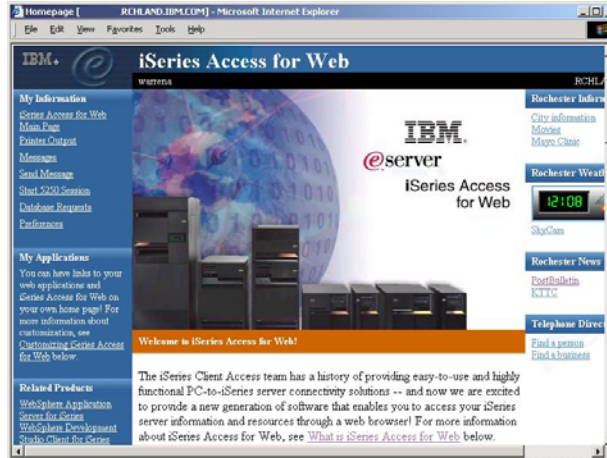 Homepage [ RCHLAND.IBM.COM] - Microsoft Internet Explorer
File Edit View Favorites Tools Help
IBM.
iSeries Access for Web
warrena RCHLA
My Information
iSeries Access for Web
Main Page
Printer Output
Messages
Send Message
Start 5250 Session
Database Requests
Preferences
My Applications
You can have links to your
web applications and
iSeries Access for Web on
your own home page! For
more information about
customization, see
Customizing iSeries Access
for Web below.
Related Products
WebSphere Application
Server for iSeries
WebSphere Development
Studio Client for iSeries
IBM.
e server
iSeries Access
for Web
Welcome to iSeries Access for Web!
The iSeries Client Access team has a history of providing easy-to-use and highly
functional PC-to-iSeries server connectivity solutions -- and now we are excited
to provide a new generation of software that enables you to access your iSeries
server information and resources through a web browser! For more information
about iSeries Access for Web, see What is iSeries Access for Web below.
Rochester Inform
City information
Movies
Mayo Clinic
Rochester Weath
12:08
SkyCam
Rochester News
PostBulletin
KTTC
Telephone Direc
Find a person
Find a business